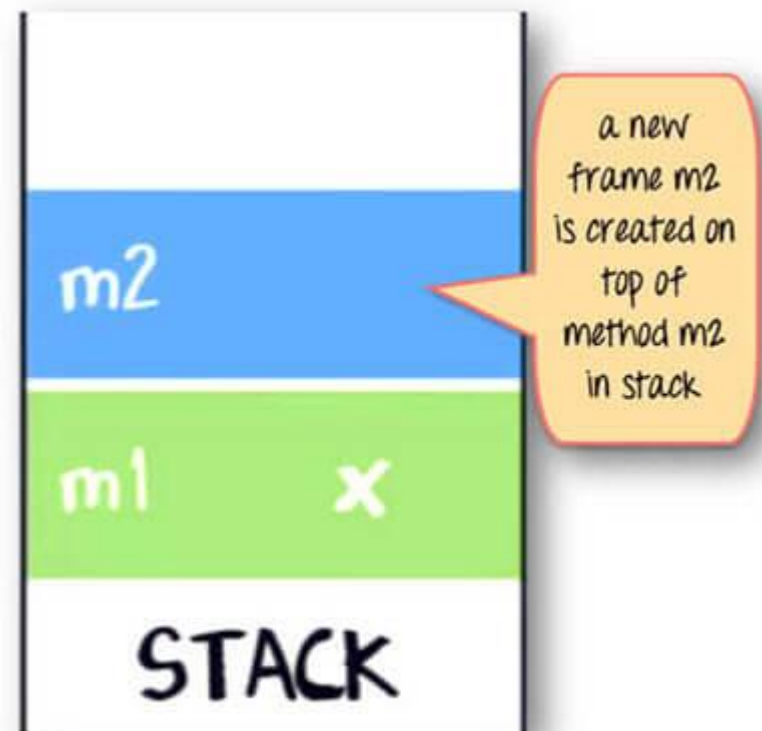 a new
frame m2
is created on
top of
method m2
in stack
m2
m1 x
STACK